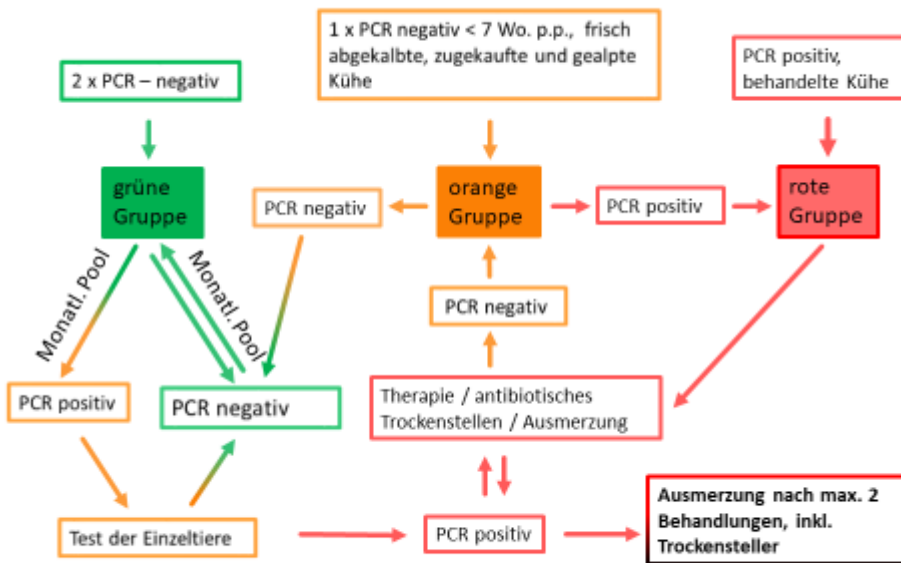 2 x PCR – negativ
1 x PCR negativ < 7 Wo. p.p., frisch
abgekalbte, zugekaufte und gealpte
Kühe
PCR positiv,
behandelte Kühe
grüne
Gruppe
PCR negativ
orange
Gruppe
PCR positiv
rote
Gruppe
Monatl. Pool
Monatl. Pool
PCR negativ
PCR positiv
PCR negativ
Therapie / antibiotisches
Trockenstellen / Ausmerzung
Test der Einzeltiere
PCR positiv
Ausmerzung nach max. 2
Behandlungen, inkl.
Trockensteller